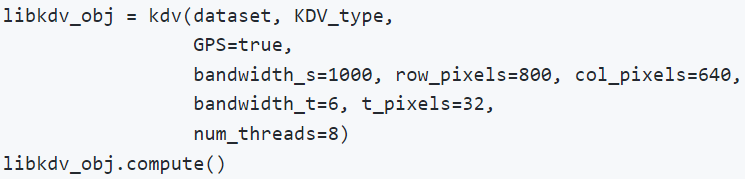 libkdv_obj = kdv(dataset, KDV_type,
GPS=true,
bandwidth_s=1000, row_pixels=800, col_pixels=640,
bandwidth_t=6, t_pixels=32,
num_threads=8)
libkdv_obj.compute()